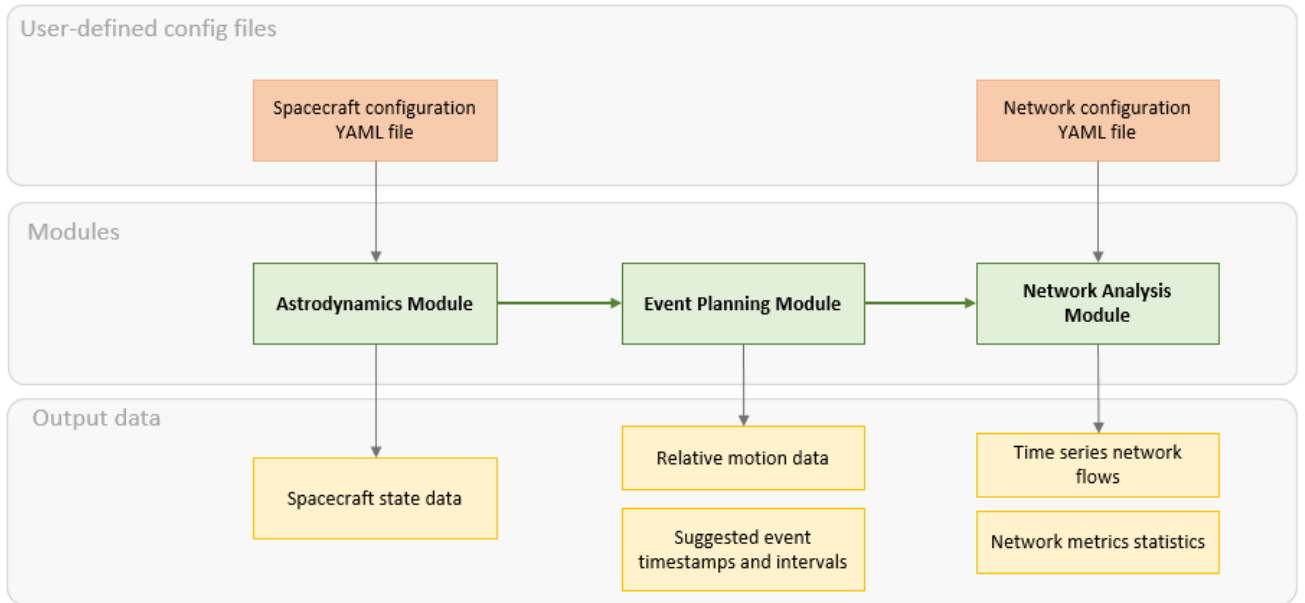 User-defined config files
Spacecraft configuration
YAML file
Network configuration
YAML file
Modules
Astrodynamics Module
Event Planning Module
Network Analysis
Module
Output data
Spacecraft state data
Relative motion data
Suggested event
timestamps and intervals
Time series network
flows
Network metrics statistics